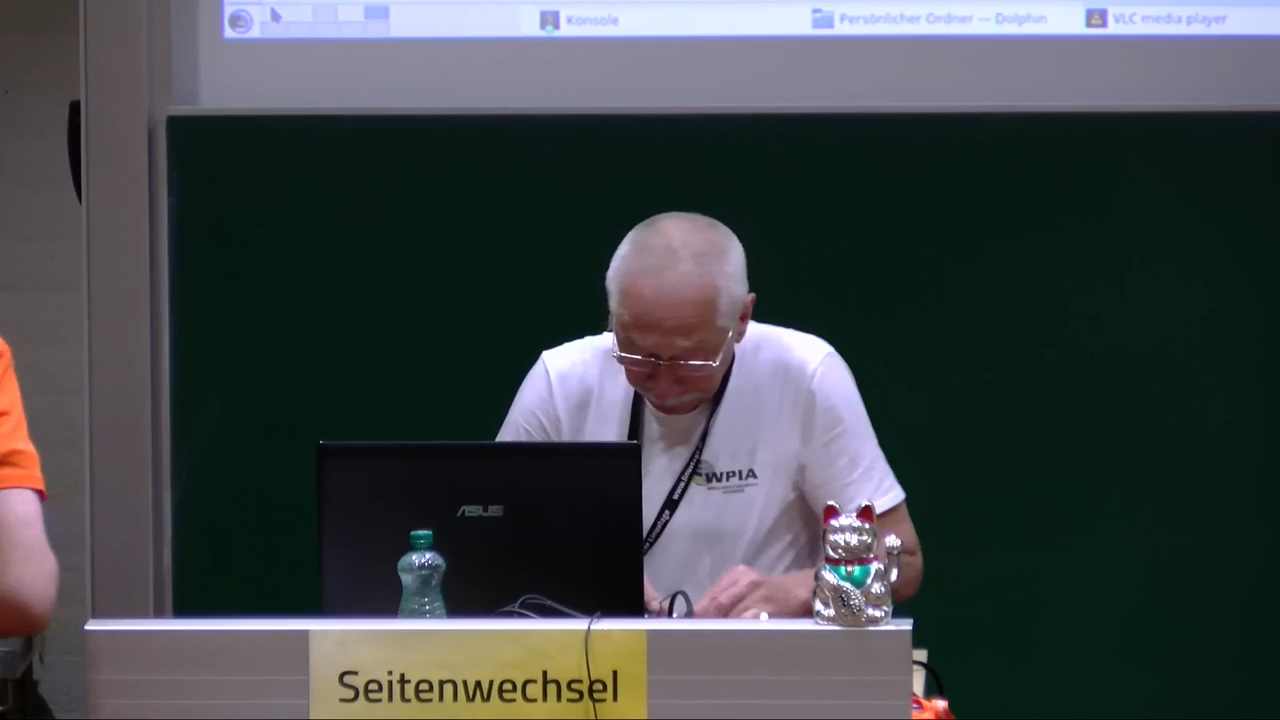 Konsole
Persönlicher Ordner — Dolphin
VLC media player
WPIA
ASUS
Seitenwechsel